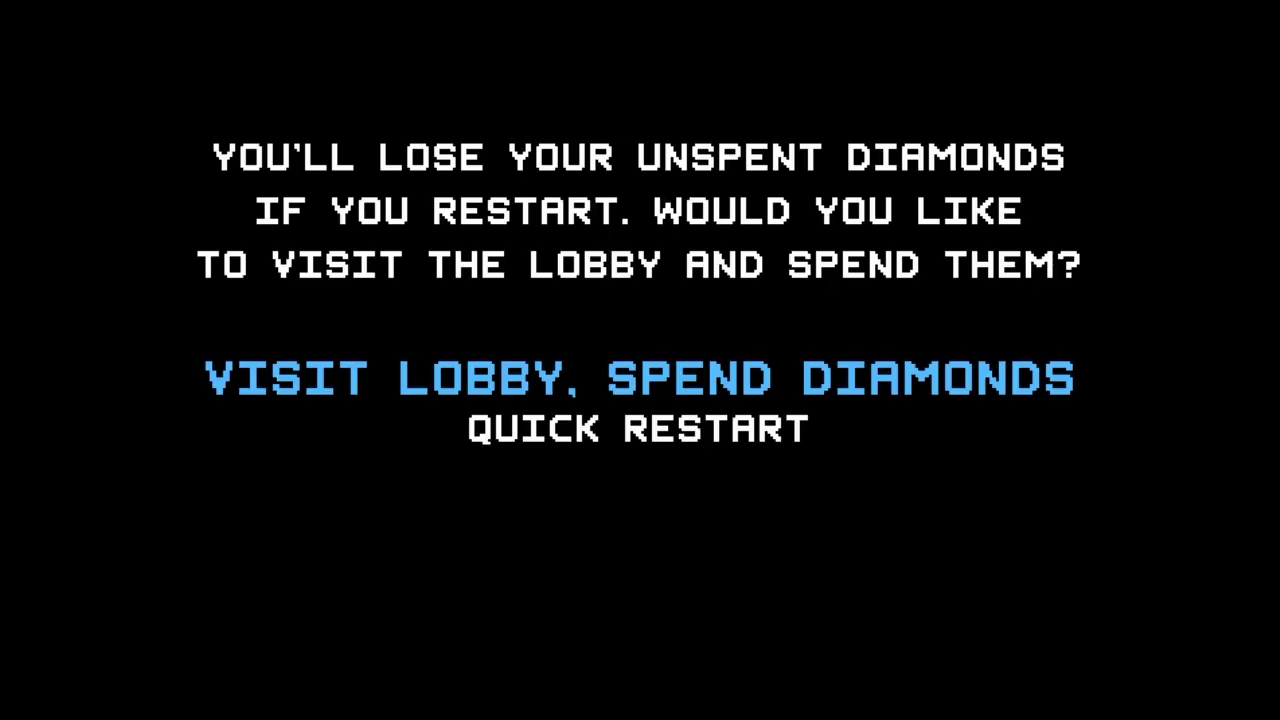 YOU'LL LOSE YOUR UNSPENT DIAMONDS
IF YOU RESTART. WOULD YOU LIKE
TO VISIT THE LOBBY AND SPEND THEM?
VISIT LOBBY, SPEND DIAMONDS
QUICK RESTART